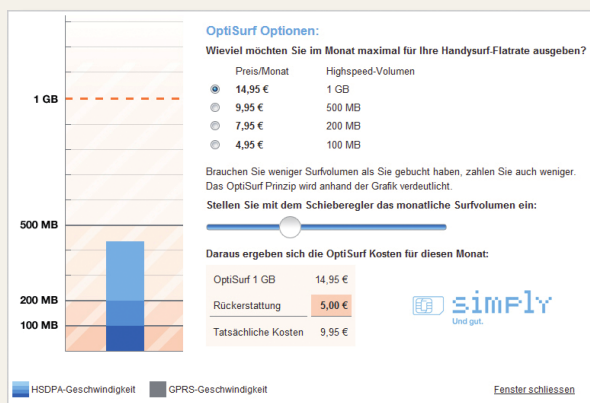 OptiSurf Optionen:
Wieviel möchten Sie im Monat maximal für Ihre Handysurf-Flatrate ausgeben?
Preis/Monat Highspeed-Volumen
14,95 € 1 GB
9,95 € 500 MB
7,95 € 200 MB
4,95 € 100 MB
Brauchen Sie weniger Surfvolumen als Sie gebucht haben, zahlen Sie auch weniger.
Das OptiSurf Prinzip wird anhand der Grafik verdeutlicht.
Stellen Sie mit dem Schieberegler das monatliche Surfvolumen ein:
Daraus ergeben sich die OptiSurf Kosten für diesen Monat:
OptiSurf 1 GB 14,95 €
Rückerstattung 5,00 €
Tatsächliche Kosten 9,95 €
simply
Und gut.
1 GB
500 MB
200 MB
100 MB
HSDPA-Geschwindigkeit GPRS-Geschwindigkeit
Fenster schliessen